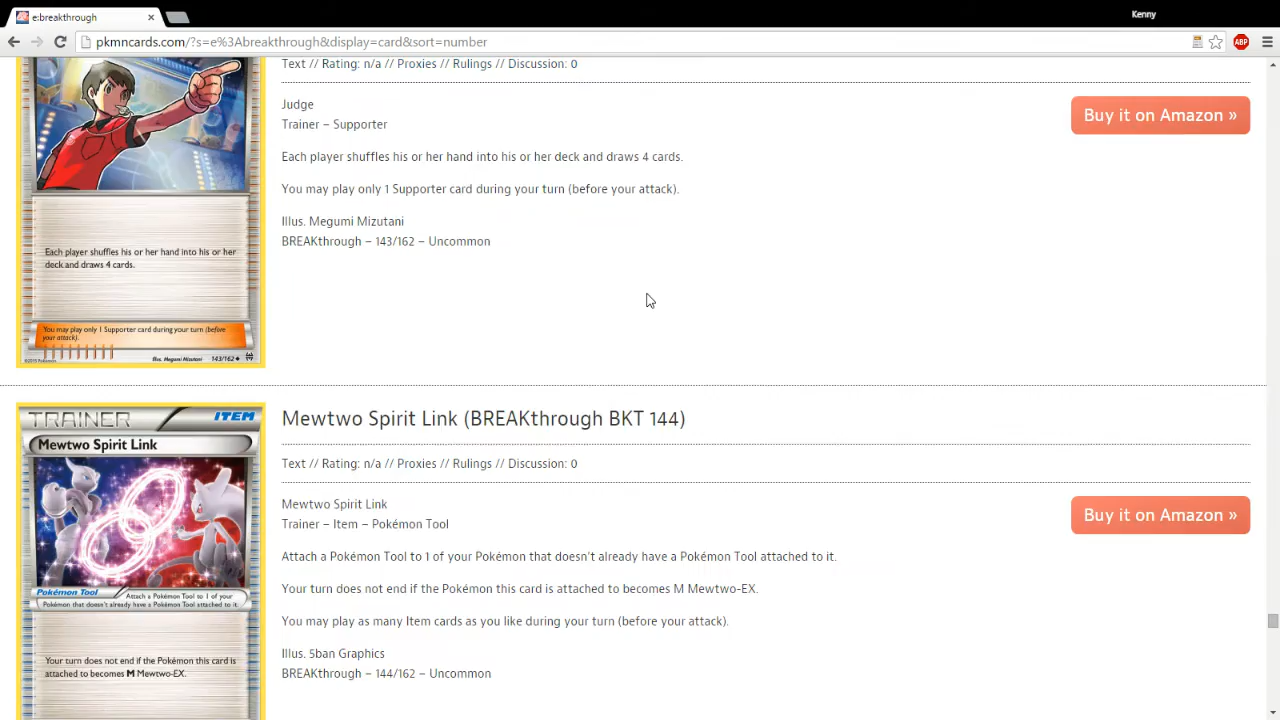 Kenny
e:breakthrough
pkmncards.com/?s=e%3Abreakthrough&display=card&sort=number
ABP
Text // Rating: n/a // Proxies // Rulings // Discussion: 0
Judge
Trainer – Supporter
Buy it on Amazon »
Each player shuffles his or her hand into his or her deck and draws 4 cards.
You may play only 1 Supporter card during your turn (before your attack).
Illus. Megumi Mizutani
BREAKthrough – 143/162 – Uncommon
Each player shuffles his or her hand into his or her
deck and draws 4 cards.
You may play only 1 Supporter card during your turn (before
your attack).
©2015 Pokémon
Illus. Megumi Mizutani 143/162
TRAINER ITEM
Mewtwo Spirit Link
Mewtwo Spirit Link (BREAKthrough BKT 144)
Text // Rating: n/a // Proxies // Rulings // Discussion: 0
Mewtwo Spirit Link
Trainer – Item – Pokémon Tool
Buy it on Amazon »
Attach a Pokémon Tool to 1 of your Pokémon that doesn't already have a Pokémon Tool attached to it.
Your turn does not end if the Pokémon this card is attached to becomes M Mewtwo-EX.
You may play as many Item cards as you like during your turn (before your attack).
Illus. 5ban Graphics
BREAKthrough – 144/162 – Uncommon
Pokémon Tool
Attach a Pokémon Tool to 1 of your
Pokémon that doesn't already have a Pokémon Tool attached to it.
Your turn does not end if the Pokémon this card is
attached to becomes M Mewtwo-EX.